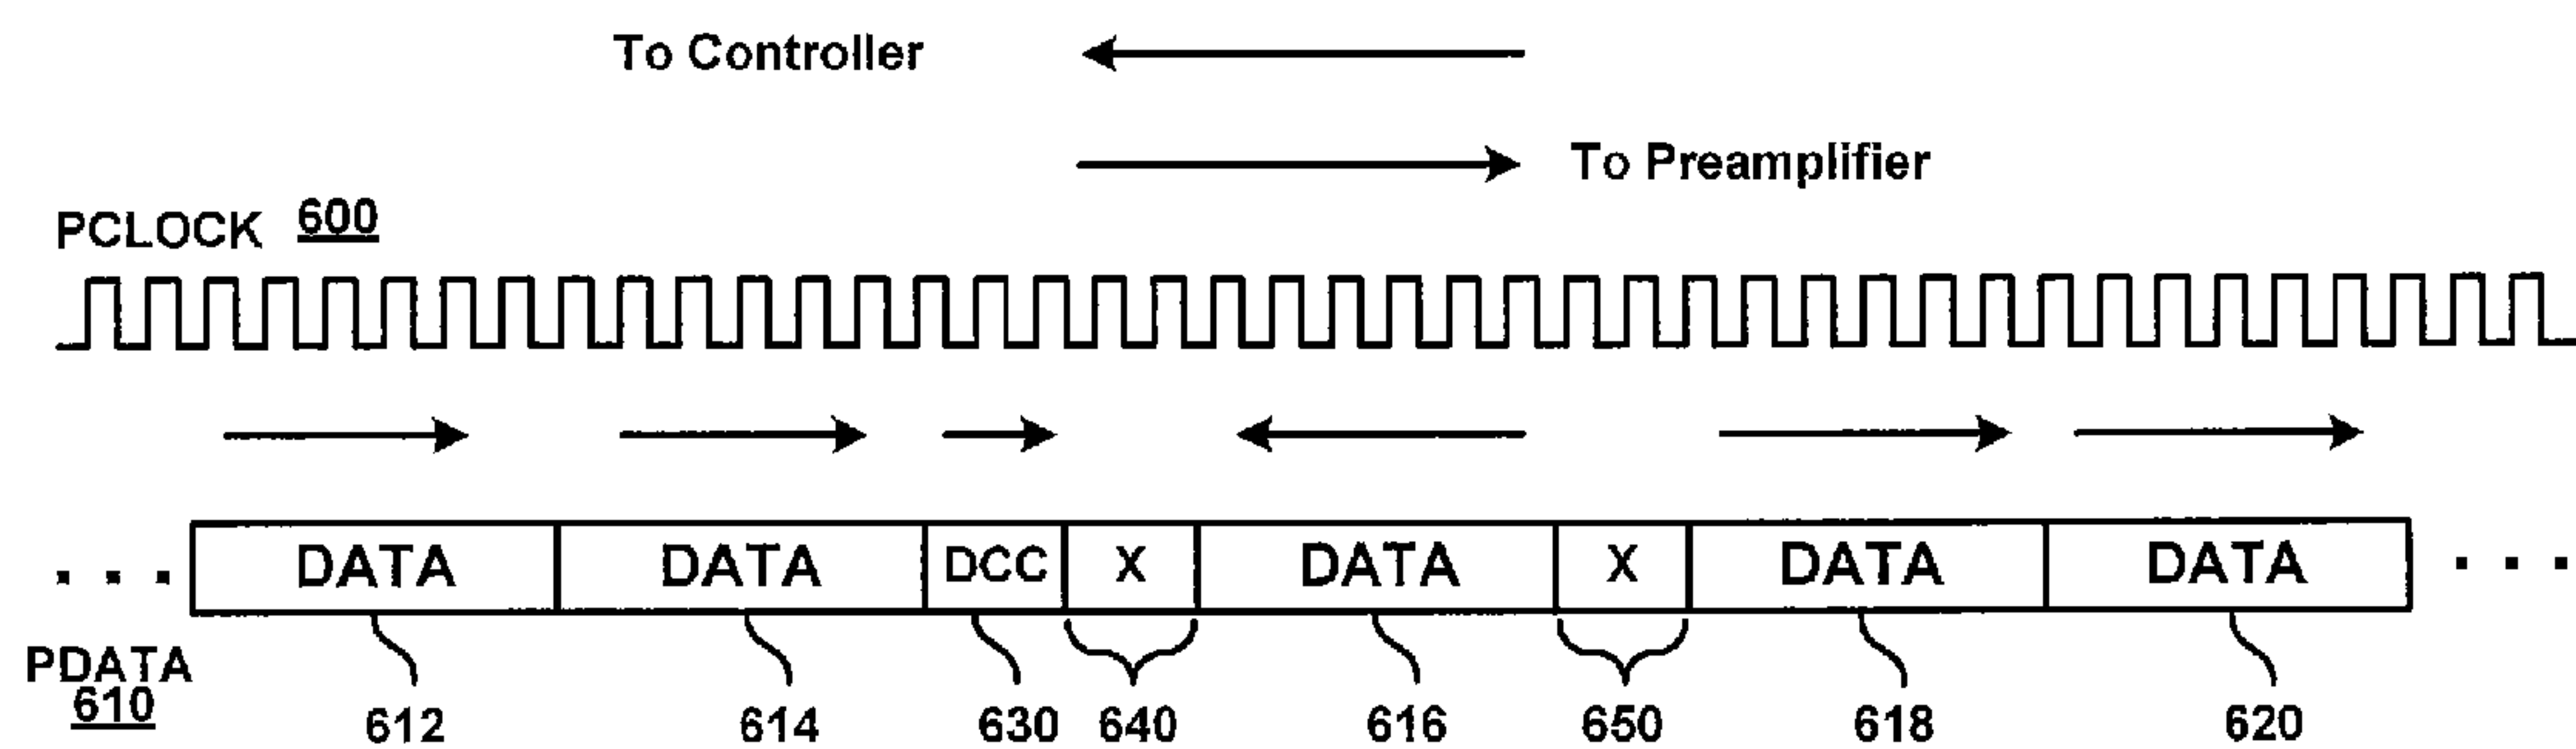 To Controller
To Preamplifier
PCLOCK 600
. . . DATA DATA DCC X DATA X DATA DATA . . .
PDATA
610
612 614 630 640 616 650 618 620